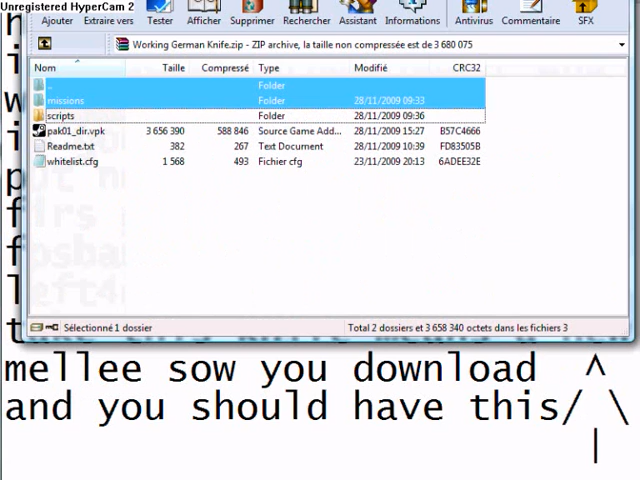 Unregistered HyperCam 2
Ajouter Extraire vers Tester Afficher Supprimer Rechercher Assistant Informations Antivirus Commentaire SFX
Working German Knife.zip - ZIP archive, la taille non compressée est de 3 680 075
Nom Taille Compressé Type Modifié CRC32
.. Folder
missions Folder 28/11/2009 09:33
scripts Folder 28/11/2009 09:36
pak01_dir.vpk 3 656 390 588 846 Source Game Add... 28/11/2009 15:27 B57C4666
Readme.txt 382 267 Text Document 28/11/2009 10:39 FD83505B
whitelist.cfg 1 568 493 Fichier cfg 23/11/2009 20:13 6ADEE32E
Sélectionné 1 dossier Total 2 dossiers et 3 658 340 octets dans les fichiers 3
mellee sow you download ^
and you should have this/ \
|